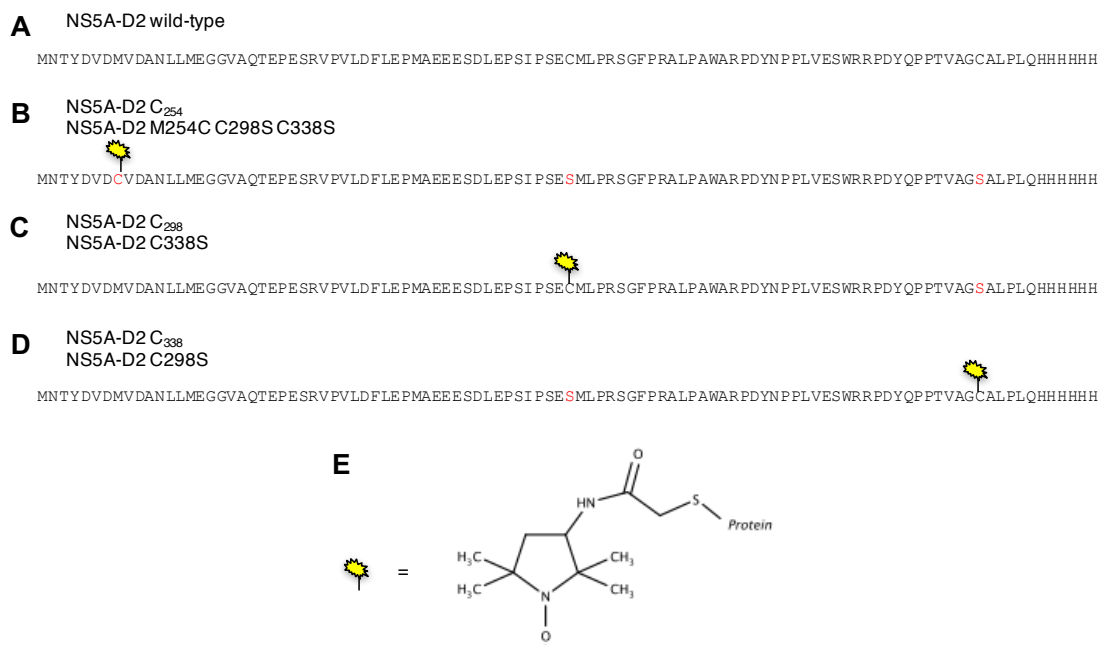 A NS5A-D2 wild-type
MNTYDVDMVDANLLMEGGVAQTEPESRVPVLDFLEPMAEEESDLEPSIPSECMLPRSGFPRALPAWARPDYNPPLVESWRRPDYQPPTVAGCALPLQHHHHHH
B NS5A-D2 C₂₅₄
NS5A-D2 M254C C298S C338S
MNTYDVDCVDANLLMEGGVAQTEPESRVPVLDFLEPMAEEESDLEPSIPSESMLPRSGFPRALPAWARPDYNPPLVESWRRPDYQPPTVAGSALPLQHHHHHH
C NS5A-D2 C₂₉₈
NS5A-D2 C338S
MNTYDVDMVDANLLMEGGVAQTEPESRVPVLDFLEPMAEEESDLEPSIPSECMLPRSGFPRALPAWARPDYNPPLVESWRRPDYQPPTVAGSALPLQHHHHHH
D NS5A-D2 C₃₃₈
NS5A-D2 C298S
MNTYDVDMVDANLLMEGGVAQTEPESRVPVLDFLEPMAEEESDLEPSIPSESMLPRSGFPRALPAWARPDYNPPLVESWRRPDYQPPTVAGCALPLQHHHHHH
E
O
HN
S
Protein
H₃C
CH₃
=
H₃C
CH₃
N
O